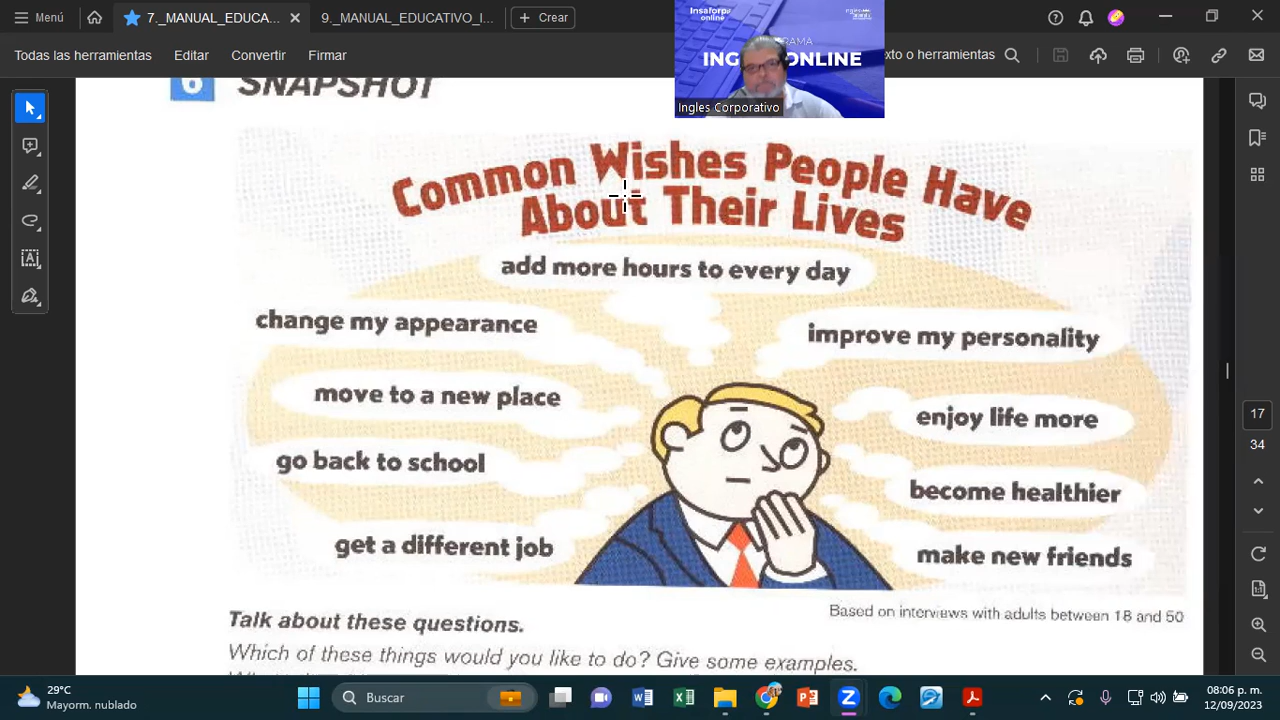 Menú
7._MANUAL_EDUCA...
9._MANUAL_EDUCATIVO_I...
Crear
Todas las herramientas
Editar
Convertir
Firmar
exto o herramientas
Insaforp
online
INGLES ONLINE
Ingles Corporativo
6 SNAPSHOT
Common Wishes People Have
About Their Lives
add more hours to every day
change my appearance
improve my personality
move to a new place
enjoy life more
go back to school
become healthier
get a different job
make new friends
Based on interviews with adults between 18 and 50
Talk about these questions.
Which of these things would you like to do? Give some examples.
17
34
29°C
Mayorm. nublado
Buscar
08:06 p. m.
12/09/2023